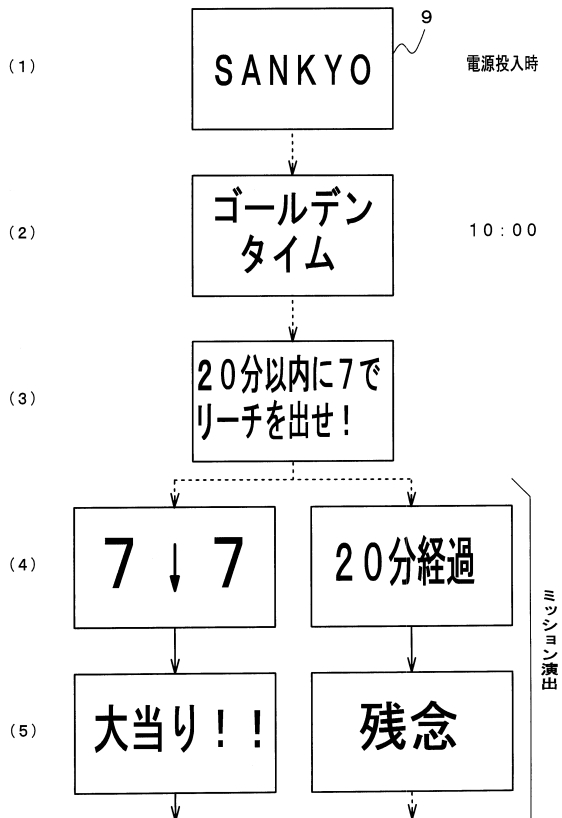 9
(1)
SANKYO
電源投入時
(2)
ゴールデン
タイム
10:00
(3)
20分以内に7で
リーチを出せ!
(4)
7↓7
20分経過
ミッション演出
(5)
大当り!!
残念